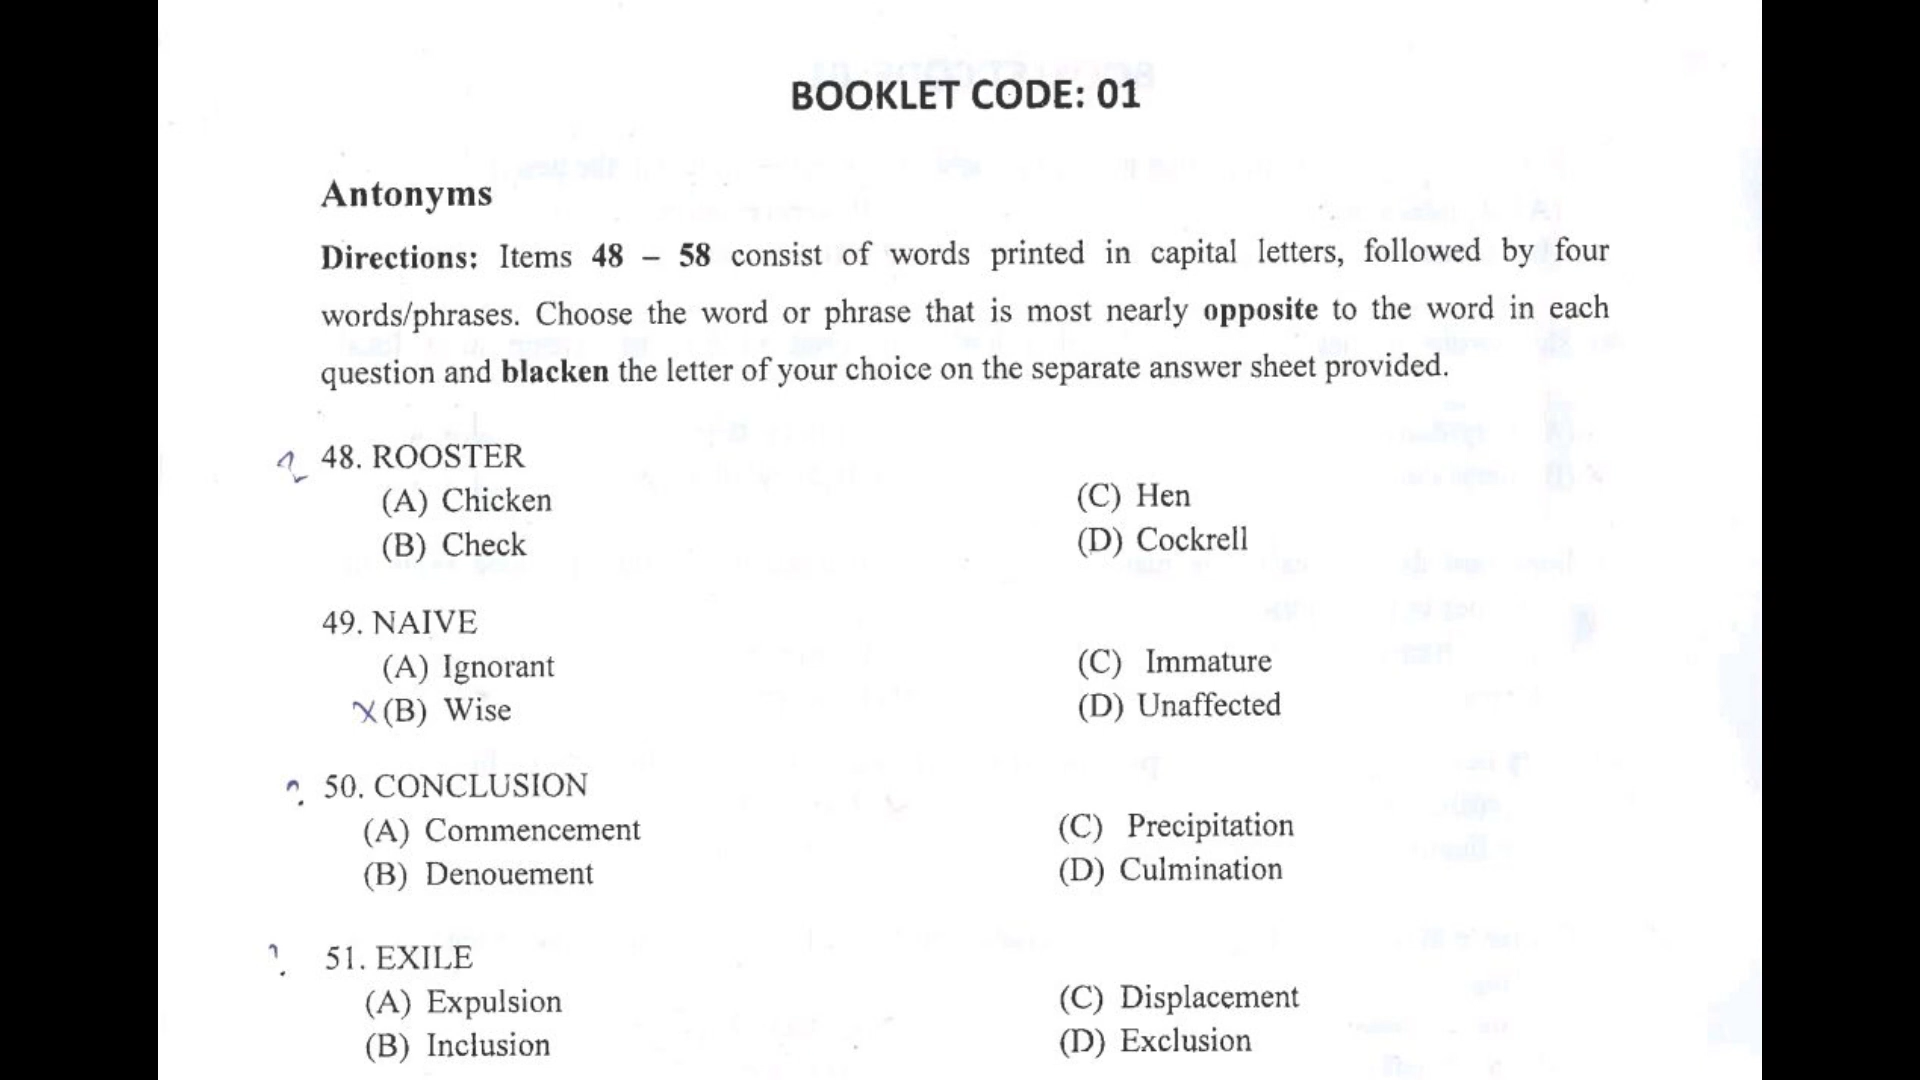 BOOKLET CODE: 01
Antonyms
Directions: Items 48 – 58 consist of words printed in capital letters, followed by four
words/phrases. Choose the word or phrase that is most nearly opposite to the word in each
question and blacken the letter of your choice on the separate answer sheet provided.
48. ROOSTER
(A) Chicken
(C) Hen
(B) Check
(D) Cockrell
49. NAIVE
(A) Ignorant
(C) Immature
(B) Wise
(D) Unaffected
50. CONCLUSION
(A) Commencement
(C) Precipitation
(B) Denouement
(D) Culmination
51. EXILE
(A) Expulsion
(C) Displacement
(B) Inclusion
(D) Exclusion